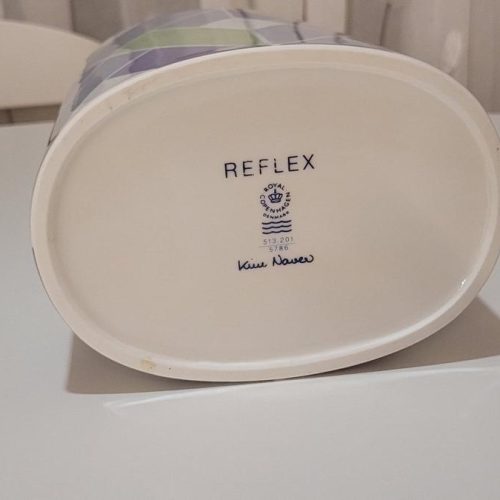 REFLEX
ROYAL
COPENHAGEN
DENMARK
513.201
5786
Kim Naver